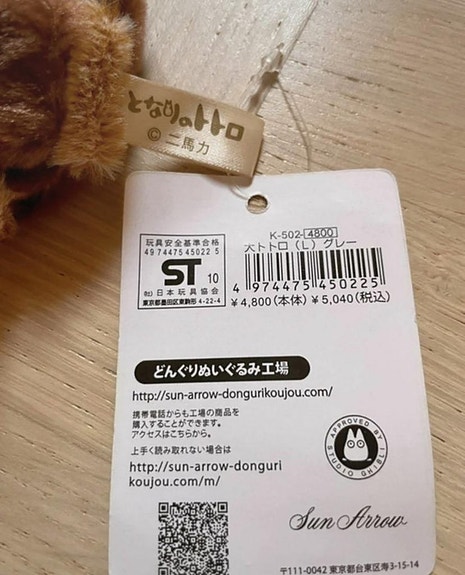 となりのトトロ
© 二馬力
K-502-4800
大トトロ（L）グレー
玩具安全基準合格
4974475450225
ST 10
(社)日本玩具協会
東京都墨田区東駒形4-22-4
4 974475 450225
￥4,800(本体)￥5,040(税込)
どんぐりぬいぐるみ工場
http://sun-arrow-dongurikoujou.com/
携帯電話からも工場の商品を
購入することができます。
アクセスはこちらから。
上手く読み取れない場合は
http://sun-arrow-donguri
koujou.com/m/
APPROVED BY
STUDIO GHIBLI
Sun Arrow
〒111-0042 東京都台東区寿3-15-14